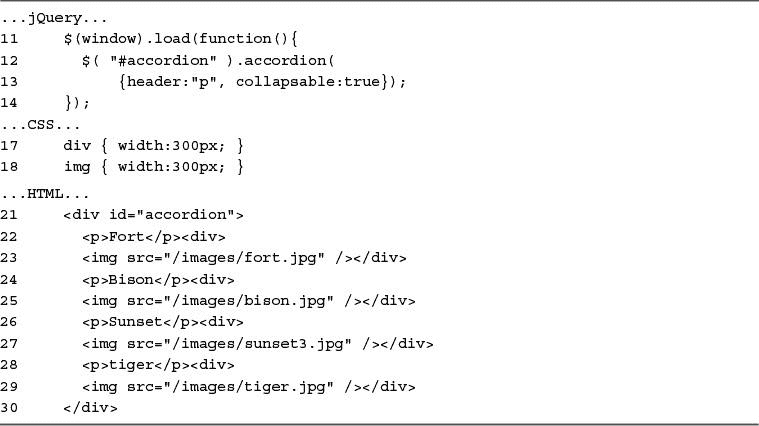 ...jQuery...
11 $(window).load(function(){
12 $( "#accordion" ).accordion(
13 {header:"p", collapsable:true});
14 });
...CSS...
17 div { width:300px; }
18 img { width:300px; }
...HTML...
21 <div id="accordion">
22 <p>Fort</p><div>
23 <img src="/images/fort.jpg" /></div>
24 <p>Bison</p><div>
25 <img src="/images/bison.jpg" /></div>
26 <p>Sunset</p><div>
27 <img src="/images/sunset3.jpg" /></div>
28 <p>tiger</p><div>
29 <img src="/images/tiger.jpg" /></div>
30 </div>